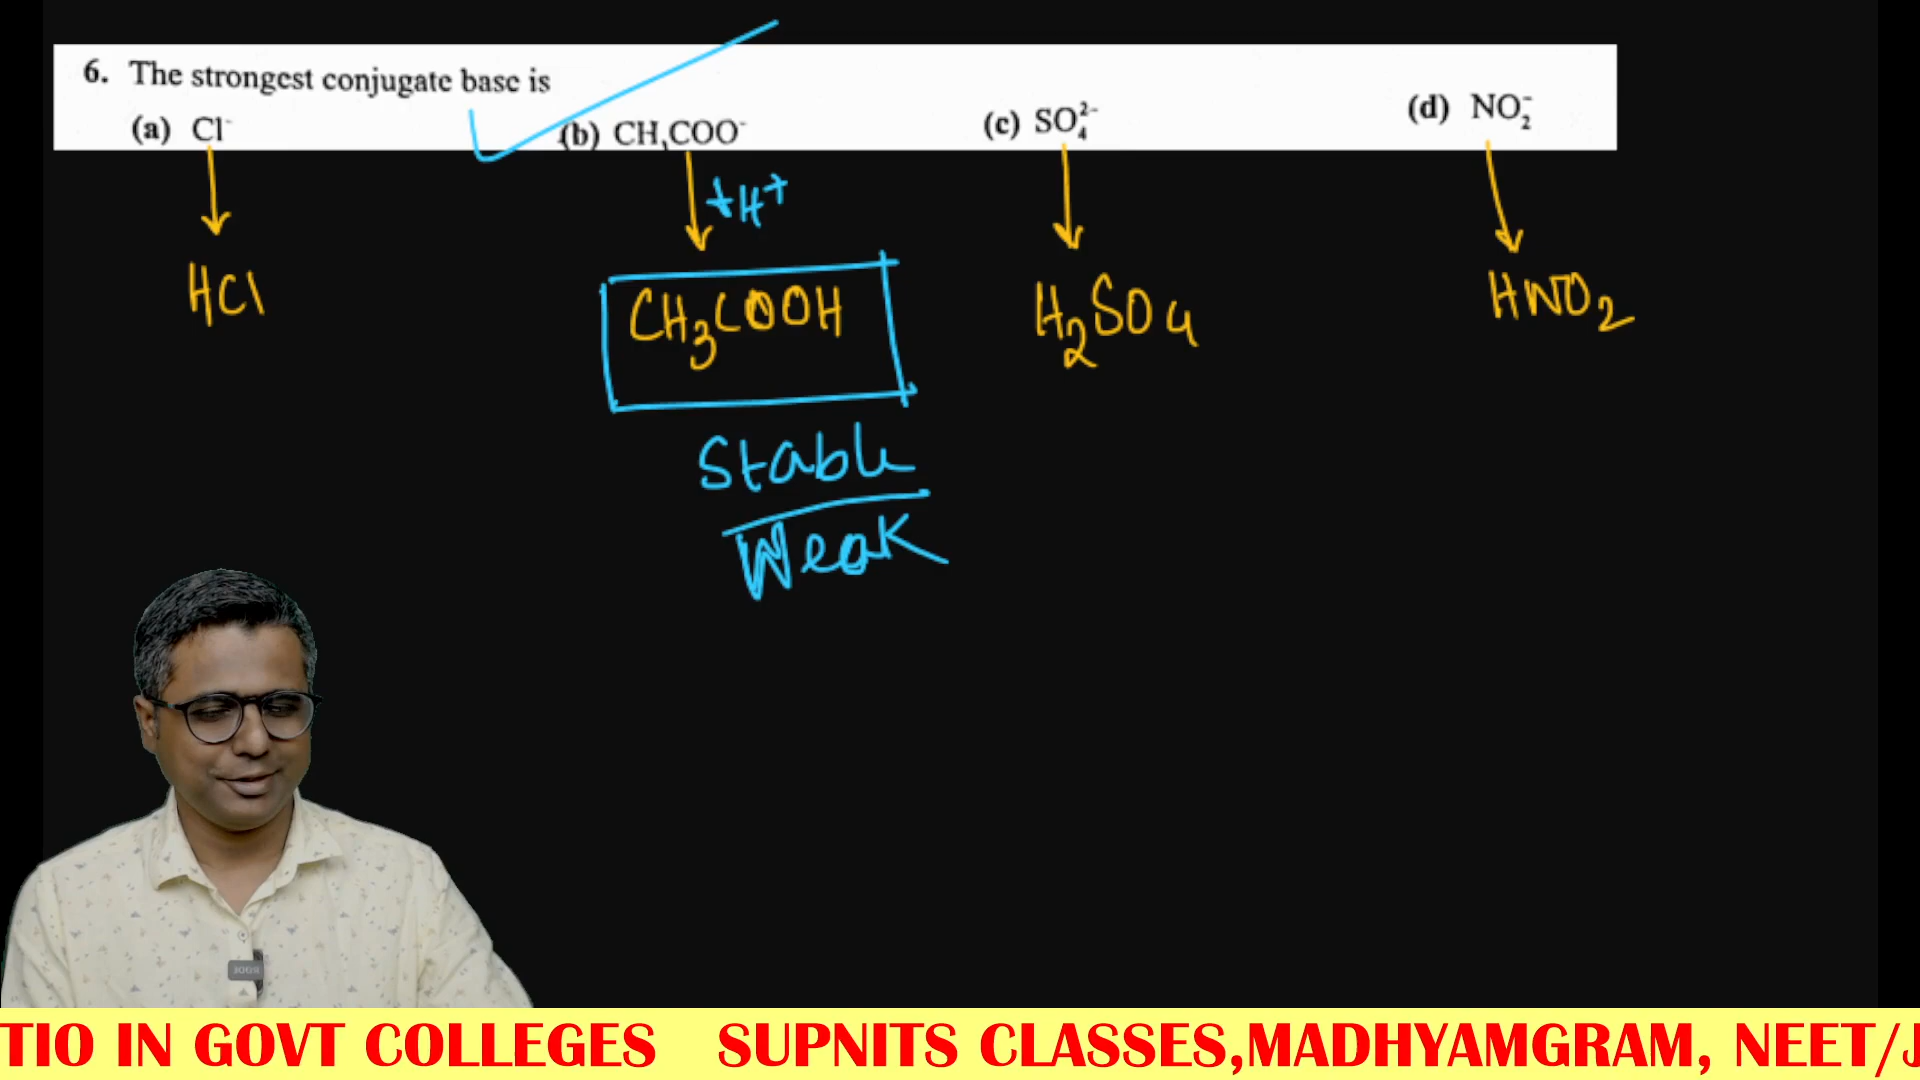 6. The strongest conjugate base is
(a) Cl⁻ (b) CH₃COO⁻ (c) SO₄²⁻ (d) NO₂⁻
+H⁺
HCl CH₃COOH H₂SO₄ HNO₂
Stable
Weak
TIO IN GOVT COLLEGES SUPNITS CLASSES,MADHYAMGRAM, NEET/J